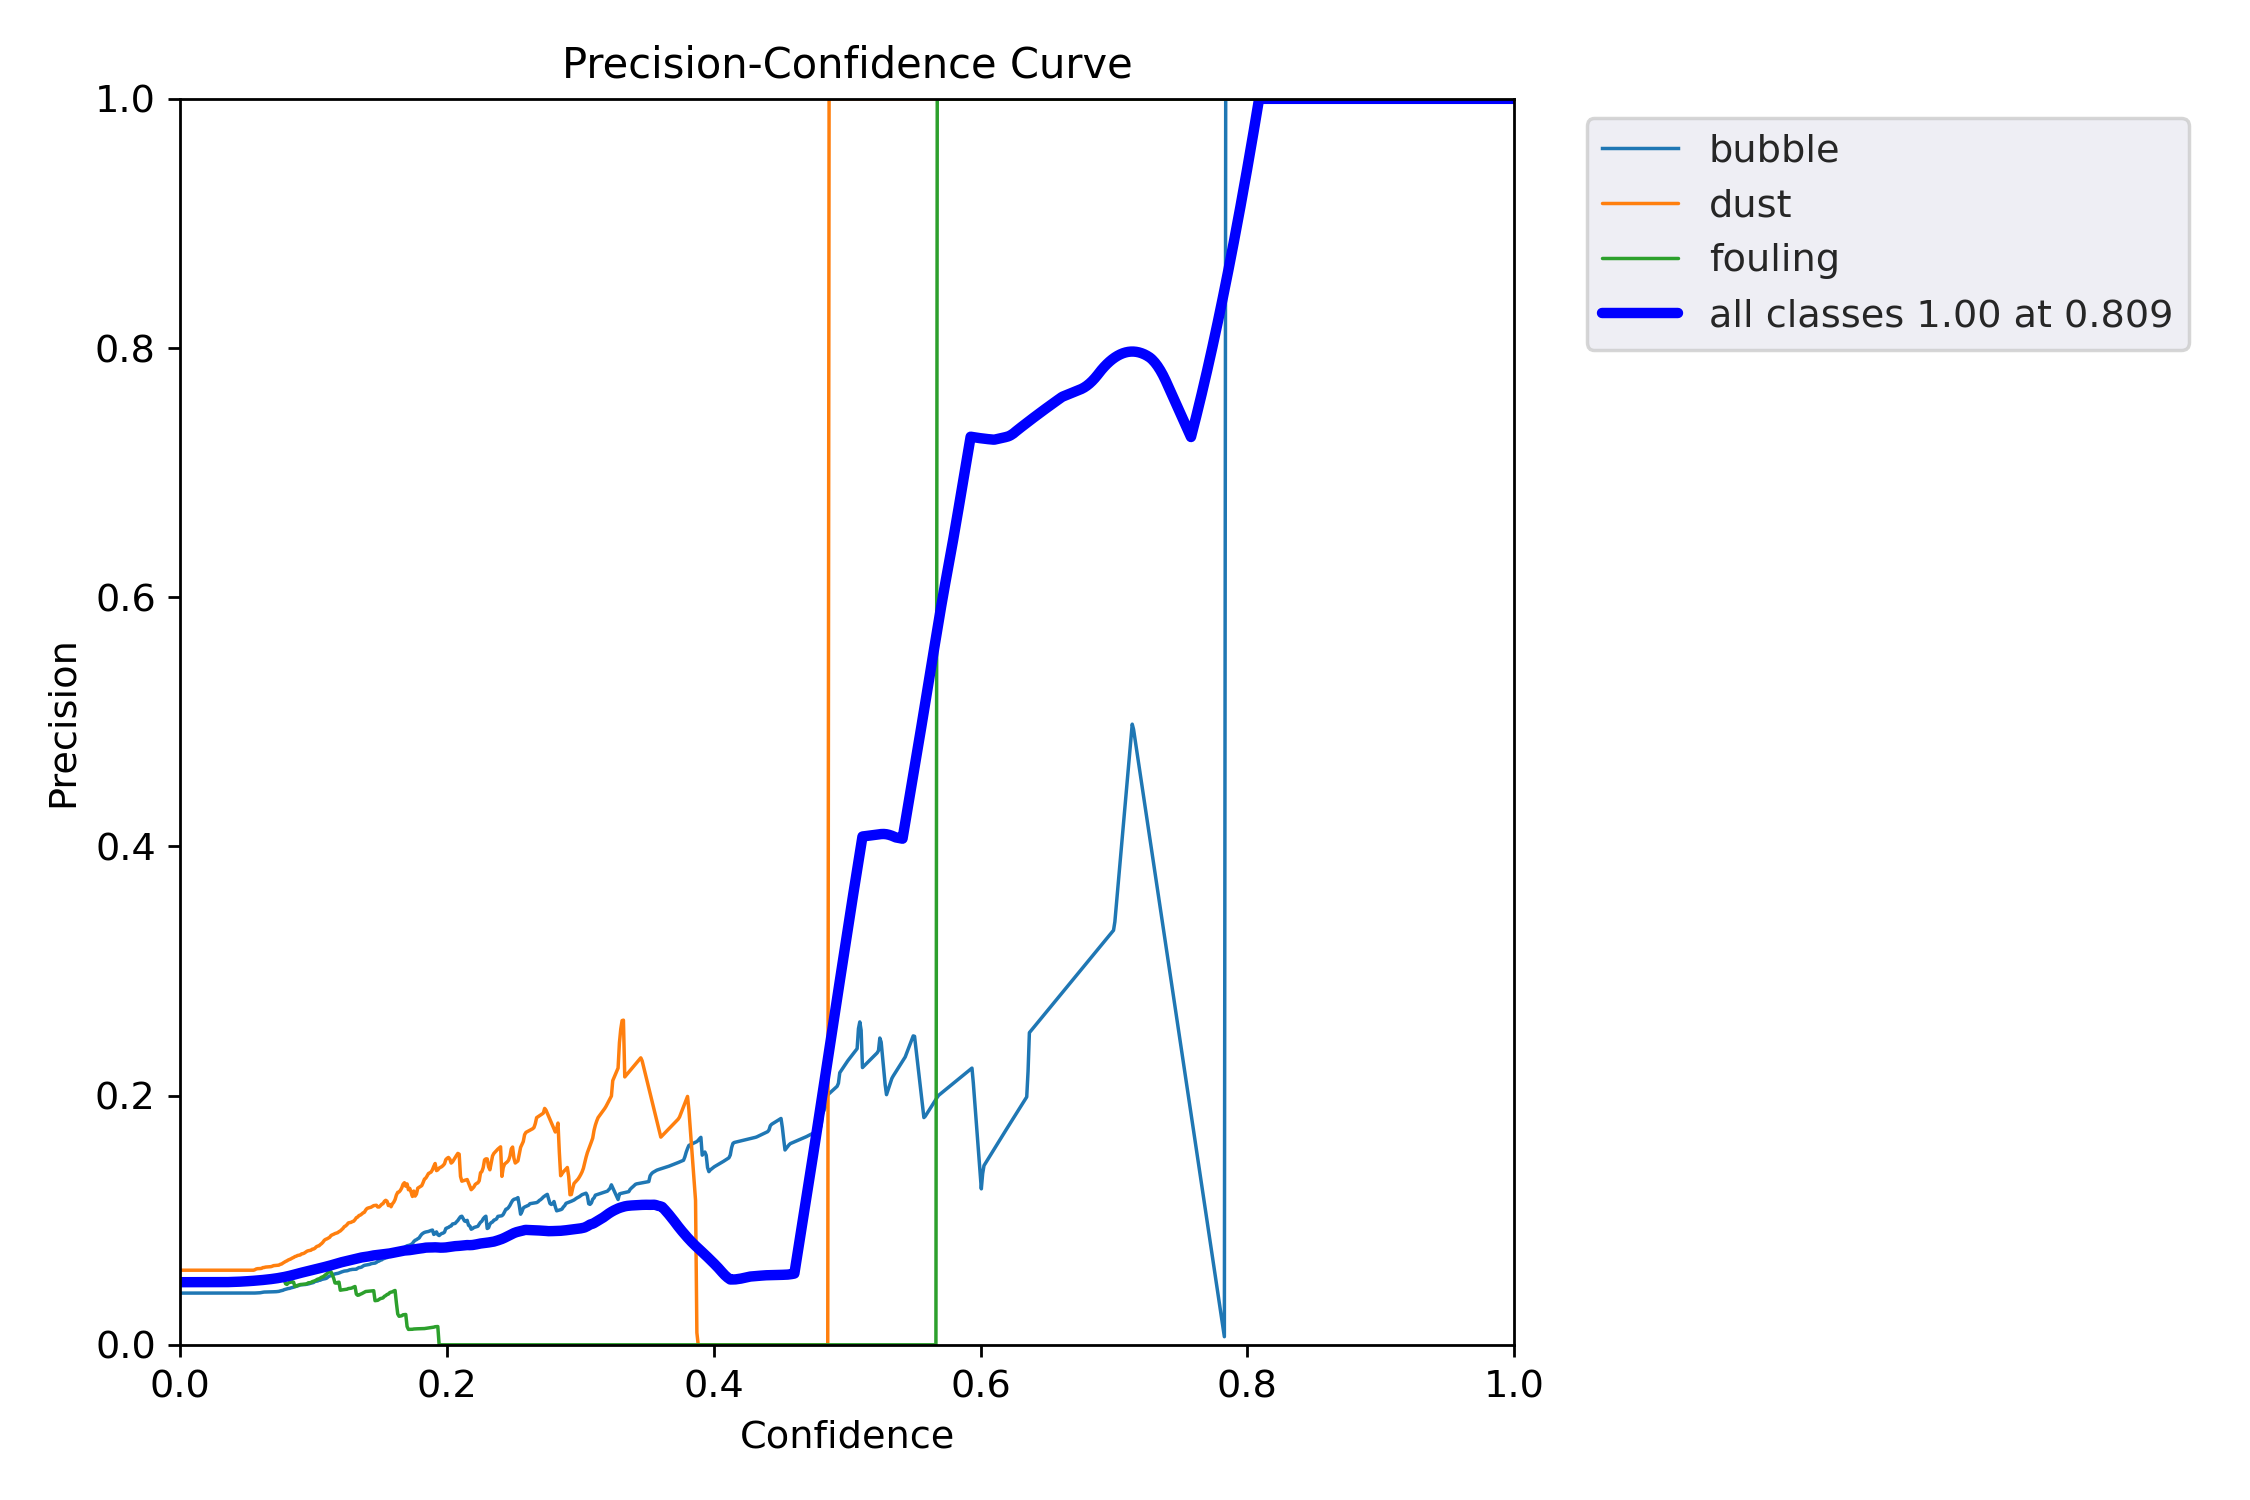 Precision-Confidence Curve
1.0
0.8
0.6
0.4
0.2
0.0
Precision
0.0 0.2 0.4 0.6 0.8 1.0
Confidence
bubble
dust
fouling
all classes 1.00 at 0.809